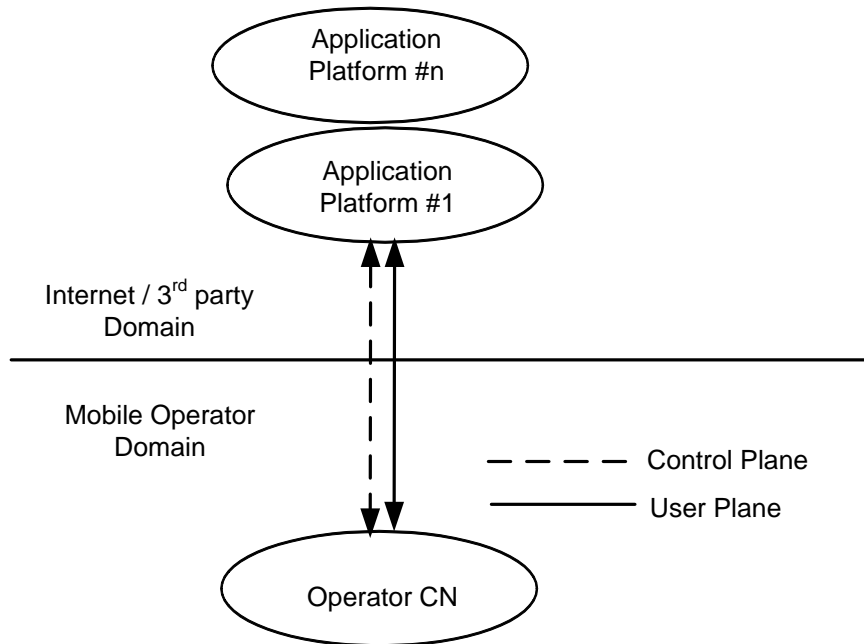 Application
Platform #n
Application
Platform #1
Internet / 3rd party
Domain
Mobile Operator
Domain
Control Plane
User Plane
Operator CN